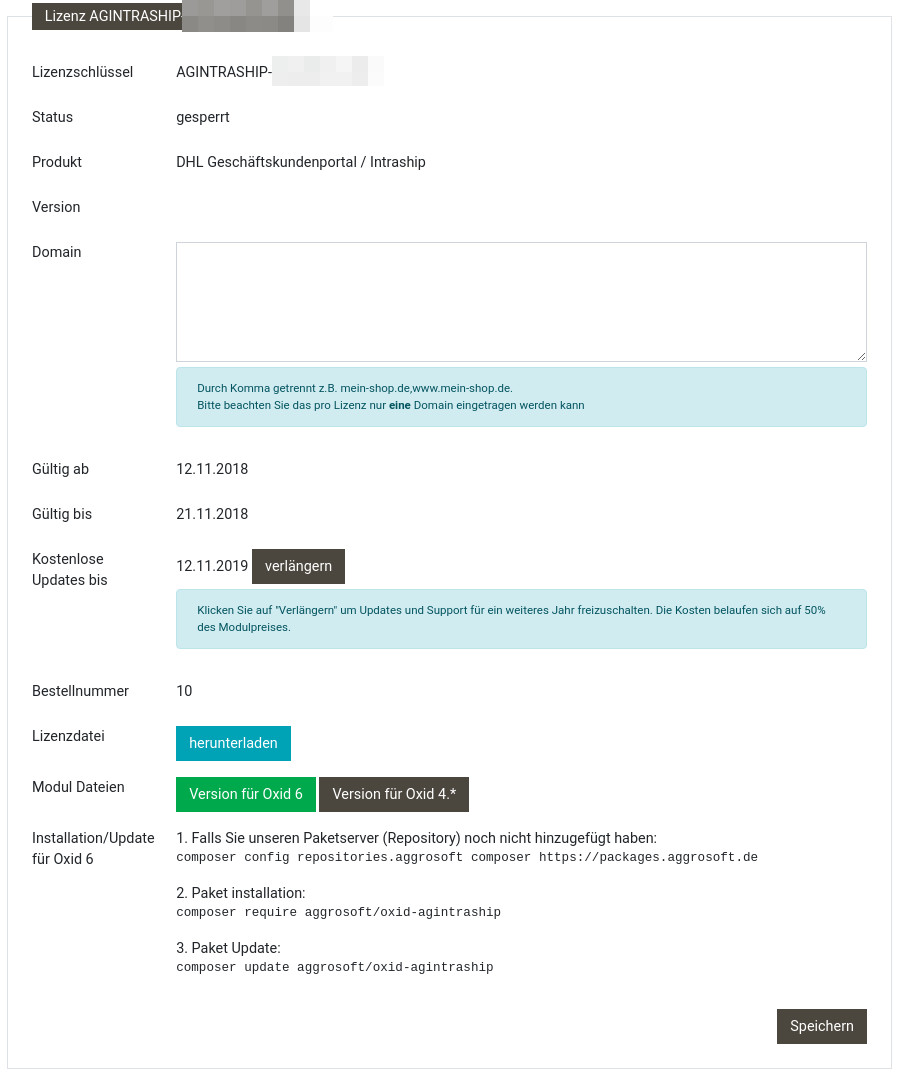 Lizenz AGINTRASHIP-
Lizenzschlüssel AGINTRASHIP-
Status gesperrt
Produkt DHL Geschäftskundenportal / Intraship
Version
Domain
Durch Komma getrennt z.B. mein-shop.de,www.mein-shop.de.
Bitte beachten Sie das pro Lizenz nur eine Domain eingetragen werden kann
Gültig ab 12.11.2018
Gültig bis 21.11.2018
Kostenlose
Updates bis
12.11.2019 verlängern
Klicken Sie auf "Verlängern" um Updates und Support für ein weiteres Jahr freizuschalten. Die Kosten belaufen sich auf 50%
des Modulpreises.
Bestellnummer 10
Lizenzdatei herunterladen
Modul Dateien Version für Oxid 6 Version für Oxid 4.*
Installation/Update
für Oxid 6
1. Falls Sie unseren Paketserver (Repository) noch nicht hinzugefügt haben:
composer config repositories.aggrosoft composer https://packages.aggrosoft.de
2. Paket installation:
composer require aggrosoft/oxid-agintraship
3. Paket Update:
composer update aggrosoft/oxid-agintraship
Speichern